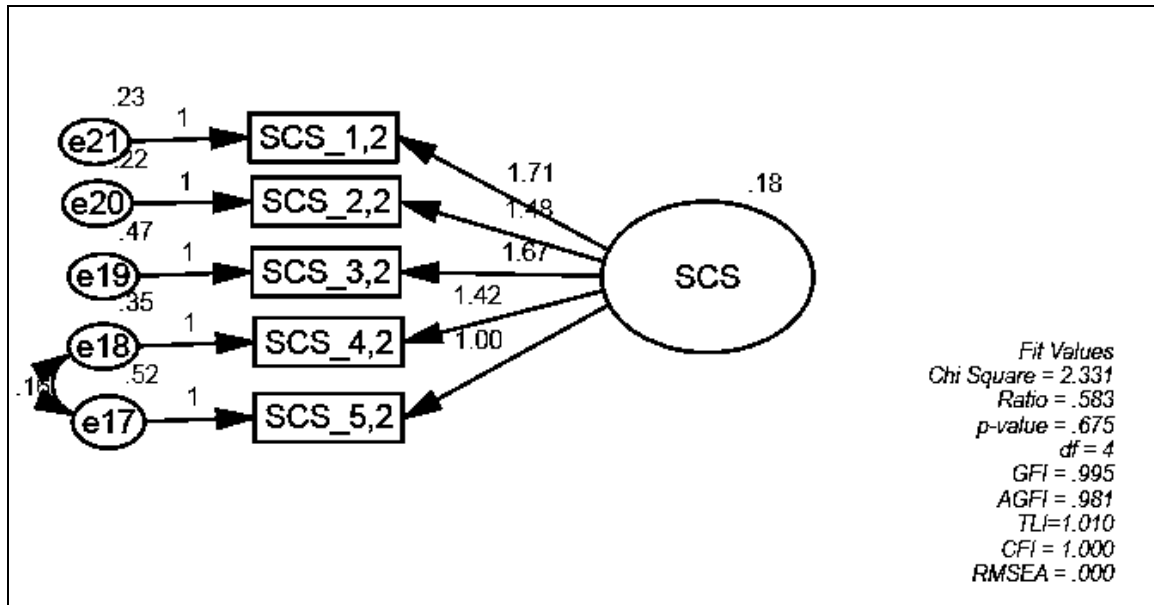 .23
1
e21
SCS_1,2
.22
1.71
.18
1
e20
SCS_2,2
1.48
.47
1.67
1
e19
SCS_3,2
SCS
.35
1.42
1
e18
SCS_4,2
1.00
.52
1
e17
SCS_5,2
Fit Values
Chi Square = 2.331
Ratio = .583
p-value = .675
df = 4
GFI = .995
AGFI = .981
TLI=1.010
CFI = 1.000
RMSEA = .000